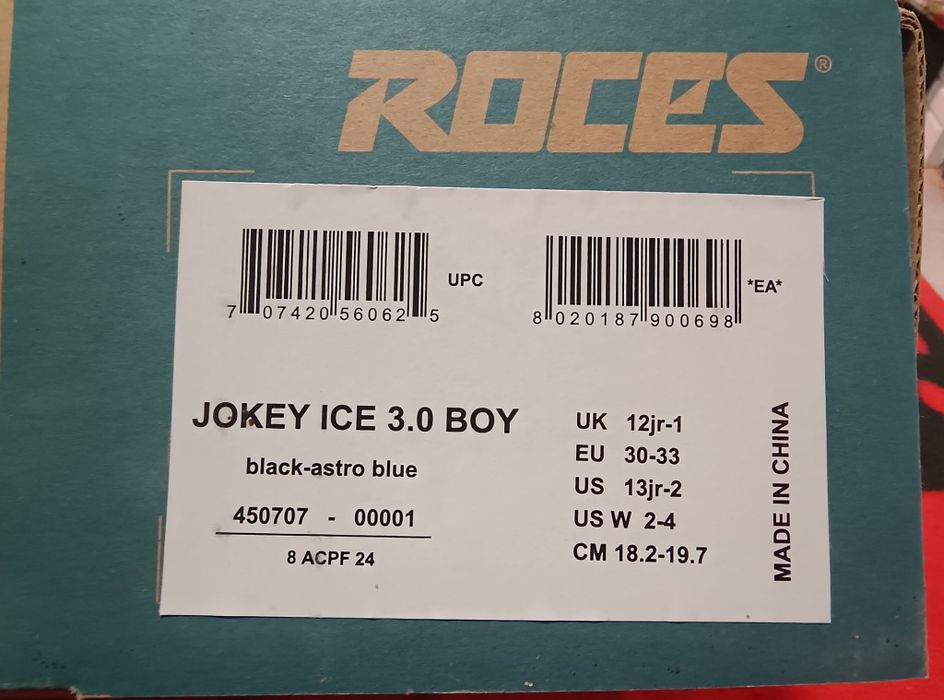 ROCES®
7 07420 56062 5
UPC
8 020187 900698
*EA*
JOKEY ICE 3.0 BOY
black-astro blue
450707 - 00001
8 ACPF 24
UK 12jr-1
EU 30-33
US 13jr-2
US W 2-4
CM 18.2-19.7
MADE IN CHINA